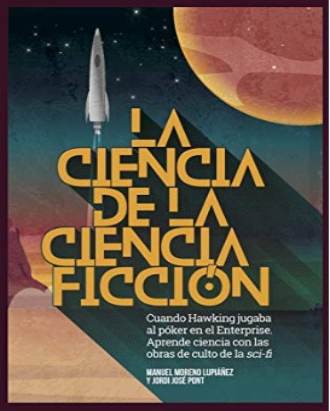 LA
CIENCIA
DE LA
CIENCIA
FICCIÓN
Cuando Hawking jugaba
al póker en el Enterprise.
Aprende ciencia con las
obras de culto de la sci-fi
MANUEL MORENO LUPIÁÑEZ
Y JORDI JOSÉ PONT